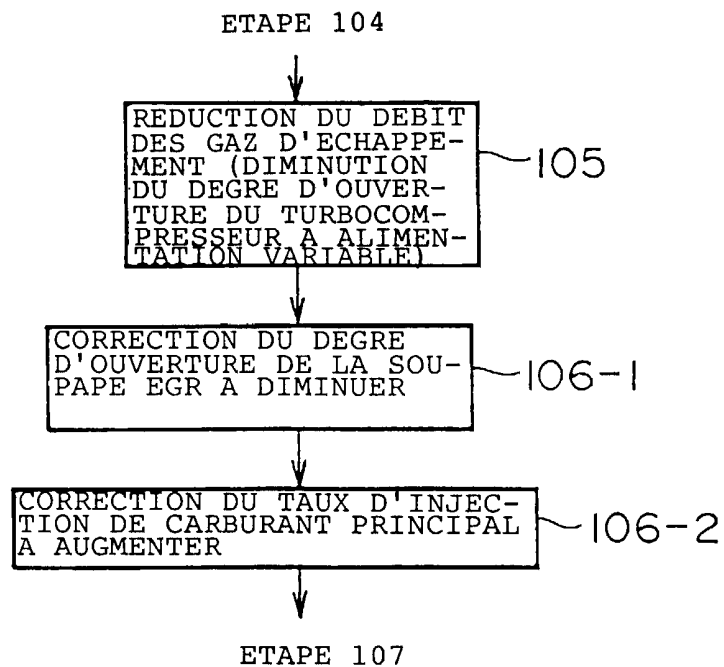 ETAPE 104
REDUCTION DU DEBIT
DES GAZ D'ECHAPPE-
MENT (DIMINUTION
DU DEGRE D'OUVER-
TURE DU TURBOCOM-
PRESSEUR A ALIMEN-
TATION VARIABLE)
105
CORRECTION DU DEGRE
D'OUVERTURE DE LA SOU-
PAPE EGR A DIMINUER
106-1
CORRECTION DU TAUX D'INJEC-
TION DE CARBURANT PRINCIPAL
A AUGMENTER
106-2
ETAPE 107